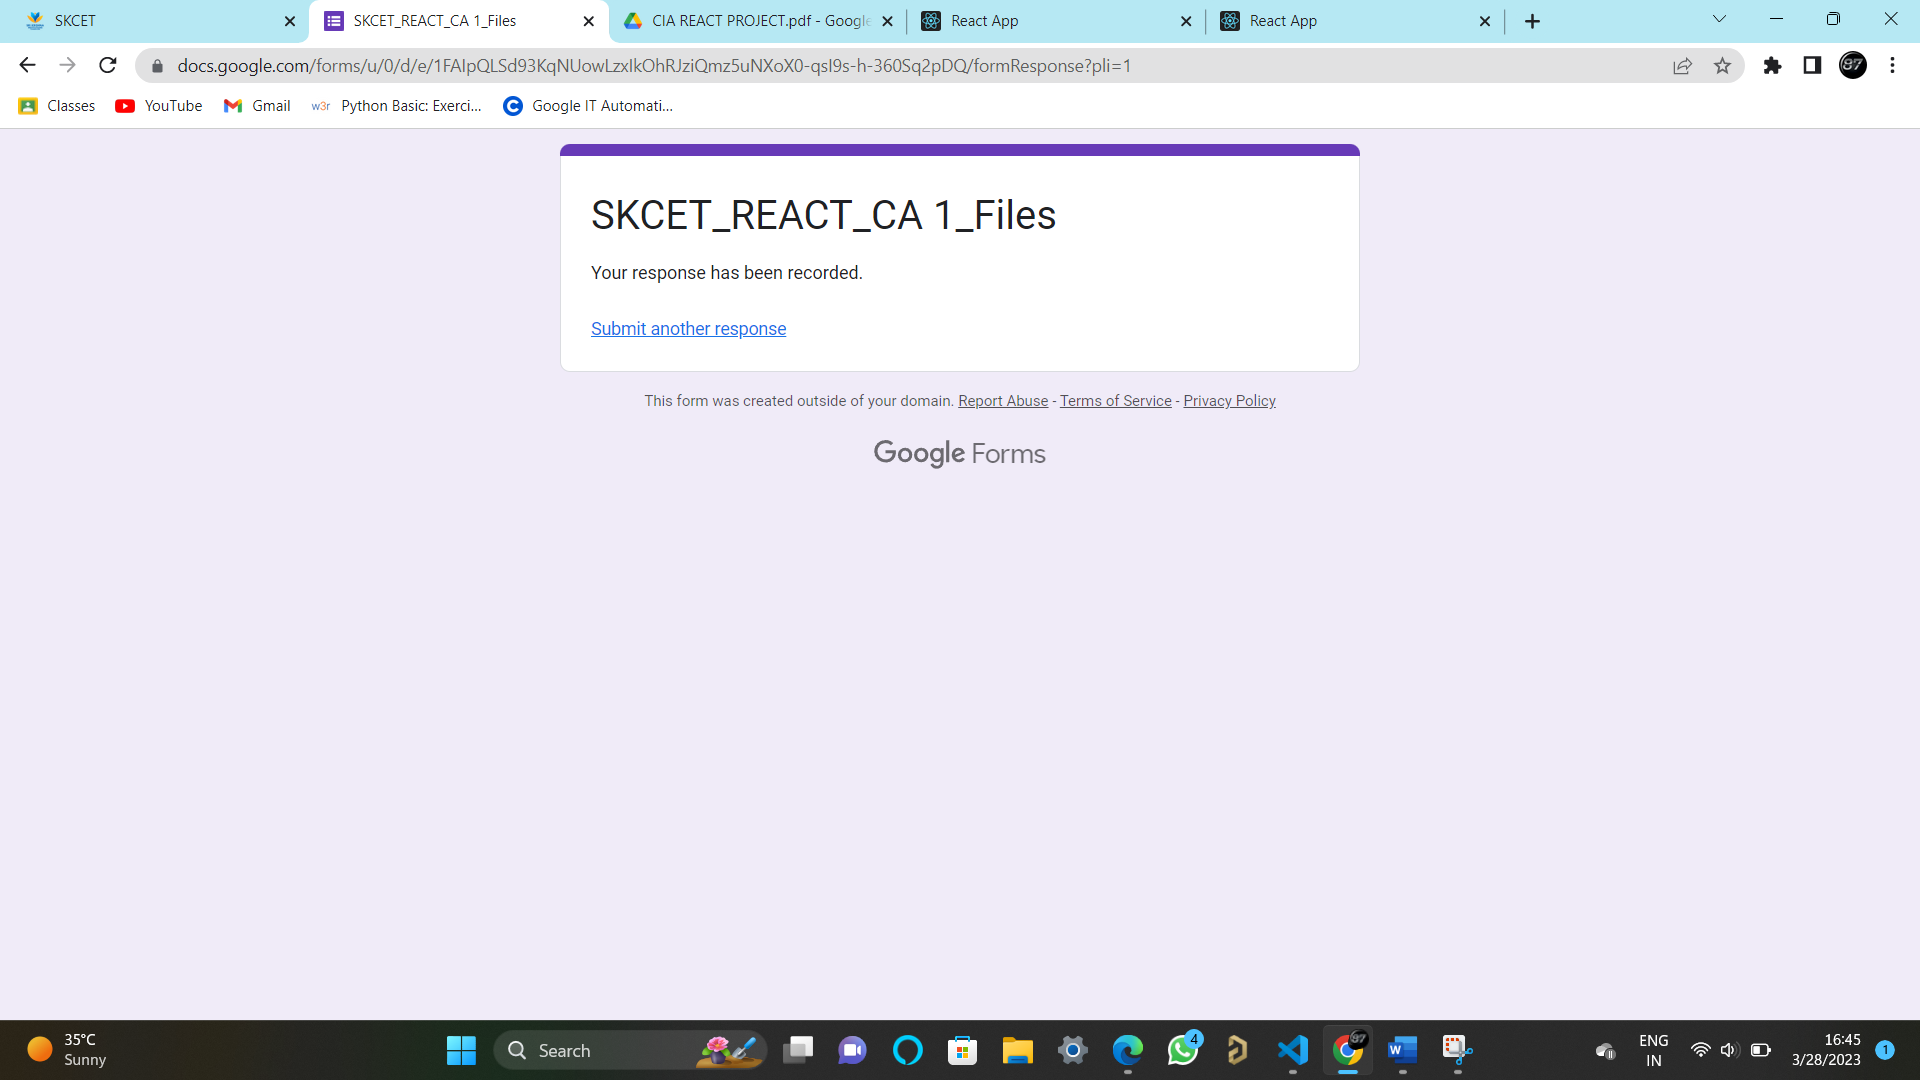 SKCET
SKCET_REACT_CA 1_Files
CIA REACT PROJECT.pdf - Google
React App
React App
docs.google.com/forms/u/0/d/e/1FAIpQLSd93KqNUowLzxIkOhRJziQmz5uNXoX0-qsI9s-h-360Sq2pDQ/formResponse?pli=1
87
Classes
YouTube
Gmail
w3r
Python Basic: Exerci...
Google IT Automati...
SKCET_REACT_CA 1_Files
Your response has been recorded.
Submit another response
This form was created outside of your domain. Report Abuse - Terms of Service - Privacy Policy
Google Forms
35°C
Sunny
Search
4
87
W
ENG
IN
16:45
3/28/2023
1